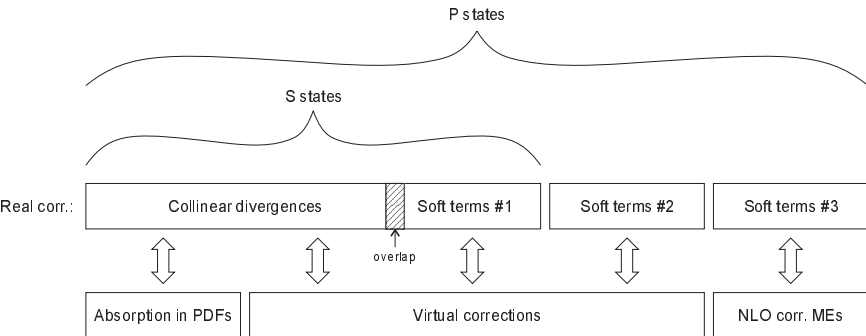 P states
S states
Real corr.: Collinear divergences Soft terms #1 Soft terms #2 Soft terms #3
overlap
Absorption in PDFs Virtual corrections NLO corr. MEs